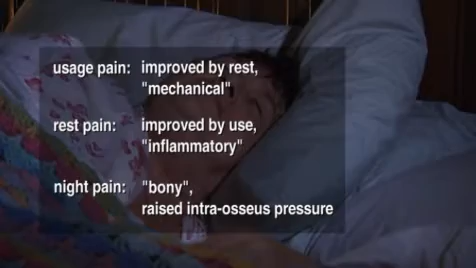 usage pain: improved by rest,
"mechanical"
rest pain: improved by use,
"inflammatory"
night pain: "bony",
raised intra-osseus pressure